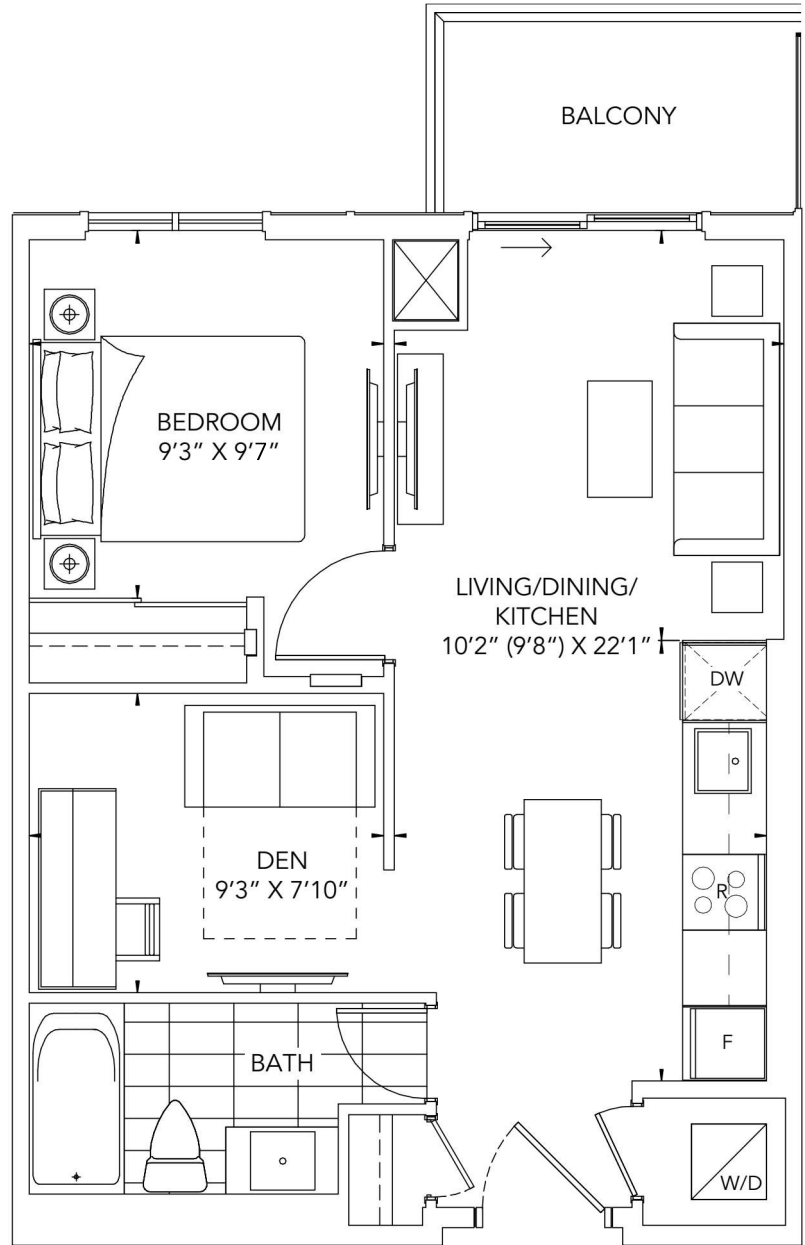 BALCONY
BEDROOM
9’3” X 9’7”
LIVING/DINING/
KITCHEN
10’2” (9’8”) X 22’1”
DW
DEN
9’3” X 7’10”
R
F
BATH
W/D